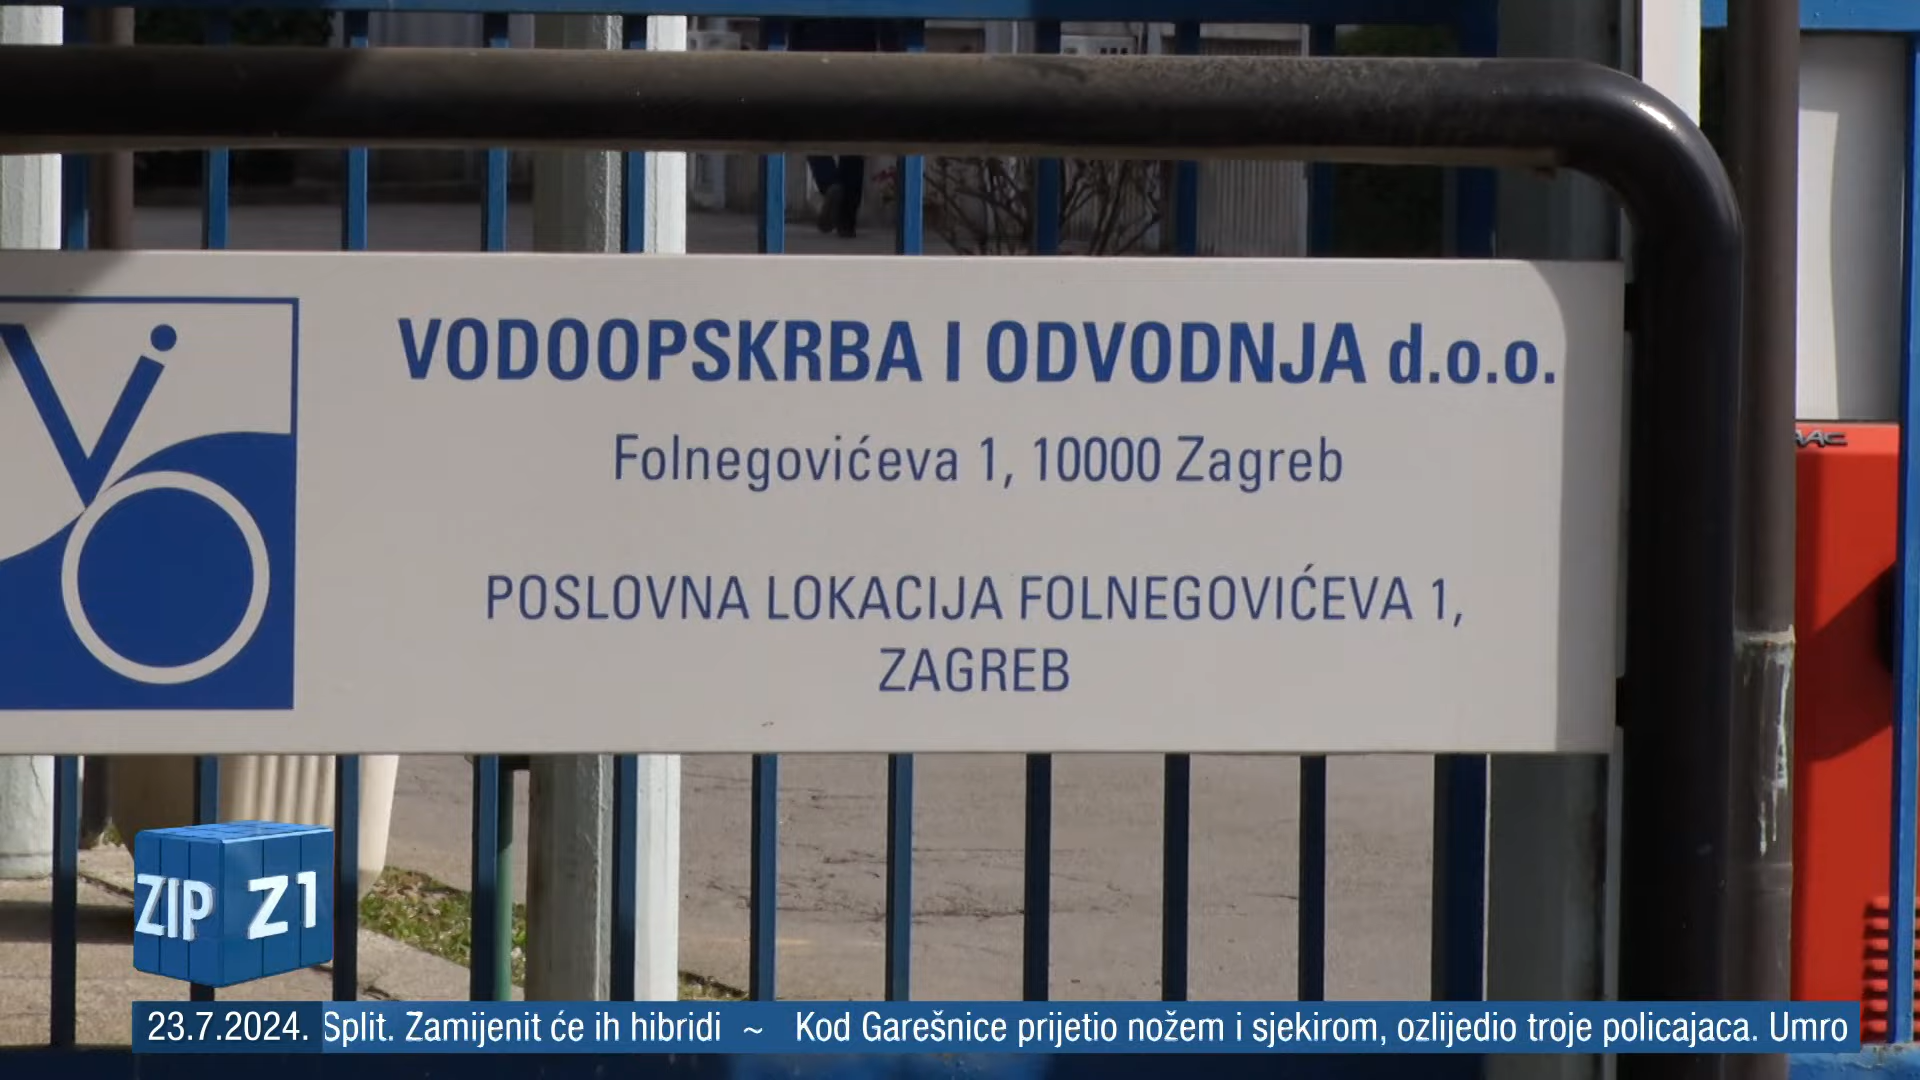 VODOOPSKRBA I ODVODNJA d.o.o.
Folnegovićeva 1, 10000 Zagreb
POSLOVNA LOKACIJA FOLNEGOVIĆEVA 1,
ZAGREB
ZIP Z1
23.7.2024. Split. Zamijenit će ih hibridi ~ Kod Garešnice prijetio nožem i sjekirom, ozlijedio troje policajaca. Umro